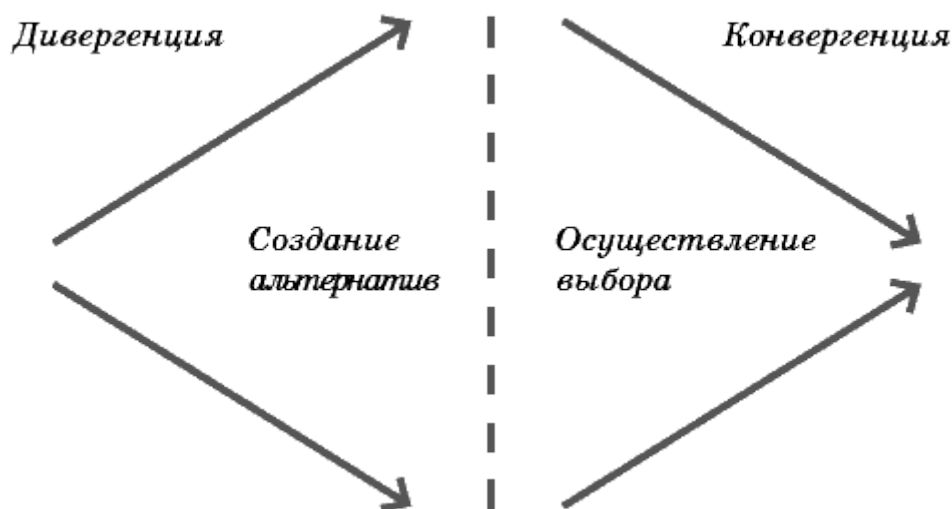 Дивергенция
Конвергенция
Создание
альтернатив
Осуществление
выбора